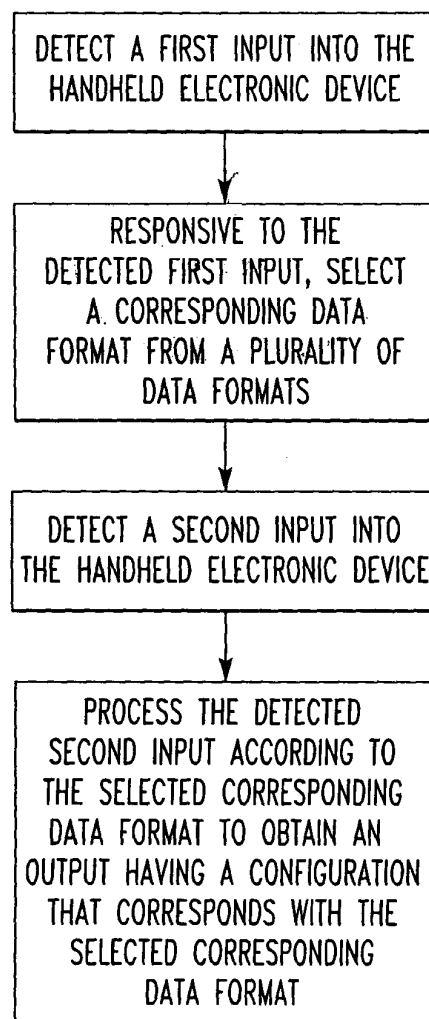 DETECT A FIRST INPUT INTO THE
HANDHELD ELECTRONIC DEVICE
RESPONSIVE TO THE
DETECTED FIRST INPUT, SELECT
A CORRESPONDING DATA
FORMAT FROM A PLURALITY OF
DATA FORMATS
DETECT A SECOND INPUT INTO
THE HANDHELD ELECTRONIC DEVICE
PROCESS THE DETECTED
SECOND INPUT ACCORDING TO
THE SELECTED CORRESPONDING
DATA FORMAT TO OBTAIN AN
OUTPUT HAVING A CONFIGURATION
THAT CORRESPONDS WITH THE
SELECTED CORRESPONDING
DATA FORMAT